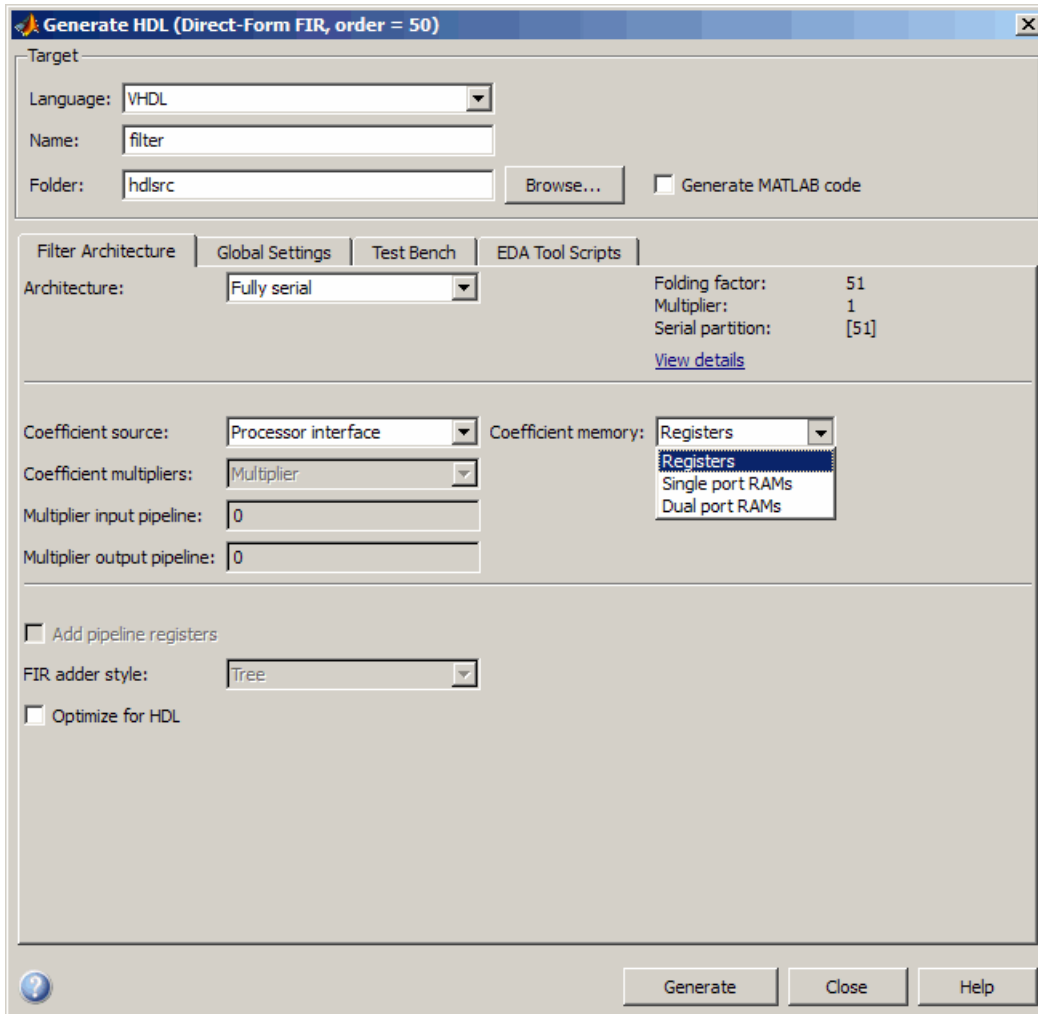 Generate HDL (Direct-Form FIR, order = 50)
Target
Language: VHDL
Name: filter
Folder: hdlsrc Browse... Generate MATLAB code
Filter Architecture Global Settings Test Bench EDA Tool Scripts
Architecture: Fully serial Folding factor: 51
Multiplier: 1
Serial partition: [51]
View details
Coefficient source: Processor interface Coefficient memory: Registers
Registers
Coefficient multipliers: Multiplier Single port RAMs
Dual port RAMs
Multiplier input pipeline: 0
Multiplier output pipeline: 0
Add pipeline registers
FIR adder style: Tree
Optimize for HDL
? Generate Close Help